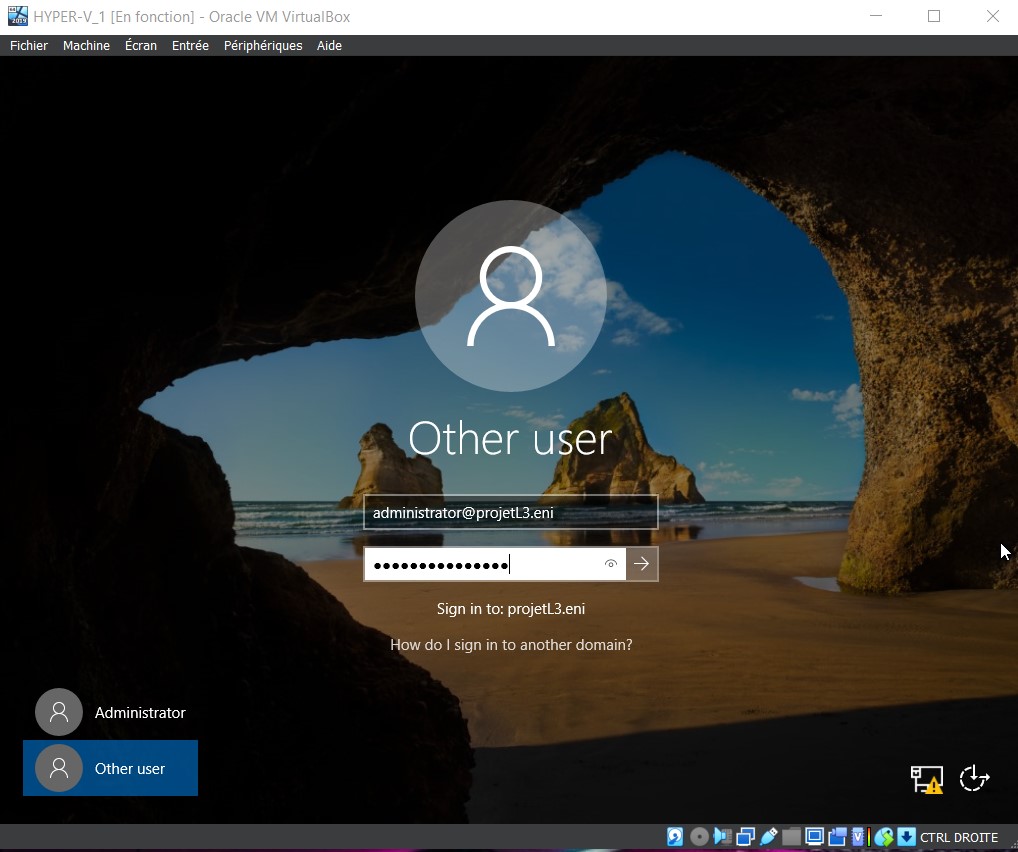 HYPER-V_1 [En fonction] - Oracle VM VirtualBox
Fichier Machine Écran Entrée Périphériques Aide
Other user
administrator@projetL3.eni
●●●●●●●●●●●●●●●
Sign in to: projetL3.eni
How do I sign in to another domain?
Administrator
Other user
CTRL DROITE